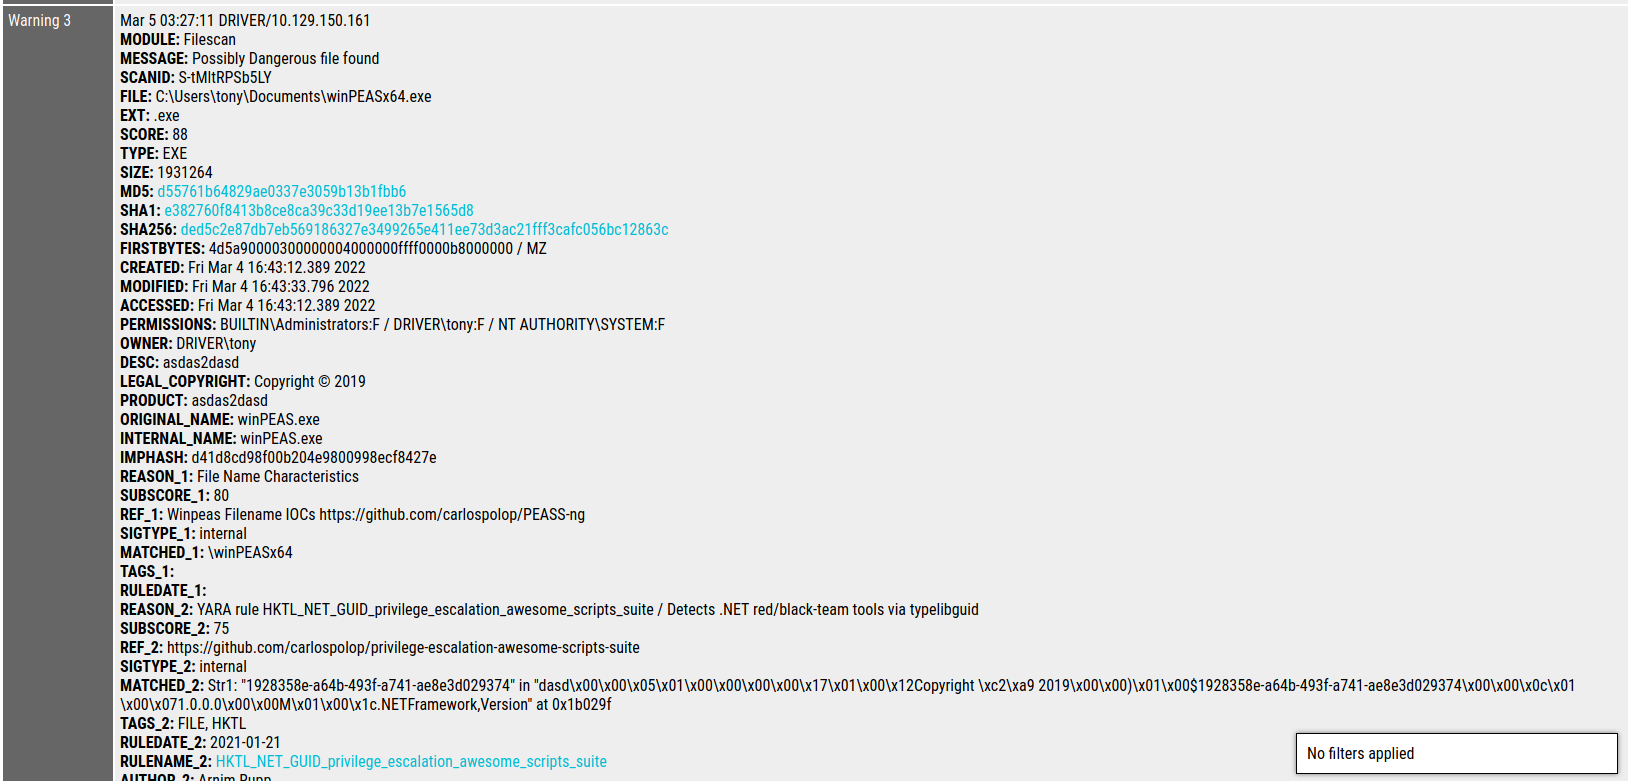 Warning 3
Mar 5 03:27:11 DRIVER/10.129.150.161
MODULE: Filescan
MESSAGE: Possibly Dangerous file found
SCANID: S-tMltRPSb5LY
FILE: C:\Users\tony\Documents\winPEASx64.exe
EXT: .exe
SCORE: 88
TYPE: EXE
SIZE: 1931264
MD5: d55761b64829ae0337e3059b13b1fbb6
SHA1: e382760f8413b8ce8ca39c33d19ee13b7e1565d8
SHA256: ded5c2e87db7eb569186327e3499265e411ee73d3ac21fff3cafc056bc12863c
FIRSTBYTES: 4d5a90000300000004000000ffff0000b8000000 / MZ
CREATED: Fri Mar 4 16:43:12.389 2022
MODIFIED: Fri Mar 4 16:43:33.796 2022
ACCESSED: Fri Mar 4 16:43:12.389 2022
PERMISSIONS: BUILTIN\Administrators:F / DRIVER\tony:F / NT AUTHORITY\SYSTEM:F
OWNER: DRIVER\tony
DESC: asdas2dasd
LEGAL_COPYRIGHT: Copyright © 2019
PRODUCT: asdas2dasd
ORIGINAL_NAME: winPEAS.exe
INTERNAL_NAME: winPEAS.exe
IMPHASH: d41d8cd98f00b204e9800998ecf8427e
REASON_1: File Name Characteristics
SUBSCORE_1: 80
REF_1: Winpeas Filename IOCs https://github.com/carlospolop/PEASS-ng
SIGTYPE_1: internal
MATCHED_1: \winPEASx64
TAGS_1:
RULEDATE_1:
REASON_2: YARA rule HKTL_NET_GUID_privilege_escalation_awesome_scripts_suite / Detects .NET red/black-team tools via typelibguid
SUBSCORE_2: 75
REF_2: https://github.com/carlospolop/privilege-escalation-awesome-scripts-suite
SIGTYPE_2: internal
MATCHED_2: Str1: "1928358e-a64b-493f-a741-ae8e3d029374" in "dasd\x00\x00\x05\x01\x00\x00\x00\x00\x17\x01\x00\x12Copyright \xc2\xa9 2019\x00\x00)\x01\x00$1928358e-a64b-493f-a741-ae8e3d029374\x00\x00\x0c\x01
\x00\x071.0.0.0\x00\x00M\x01\x00\x1c.NETFramework,Version" at 0x1b029f
TAGS_2: FILE, HKTL
RULEDATE_2: 2021-01-21
RULENAME_2: HKTL_NET_GUID_privilege_escalation_awesome_scripts_suite
AUTHOR_2: Arnim Rupp
No filters applied